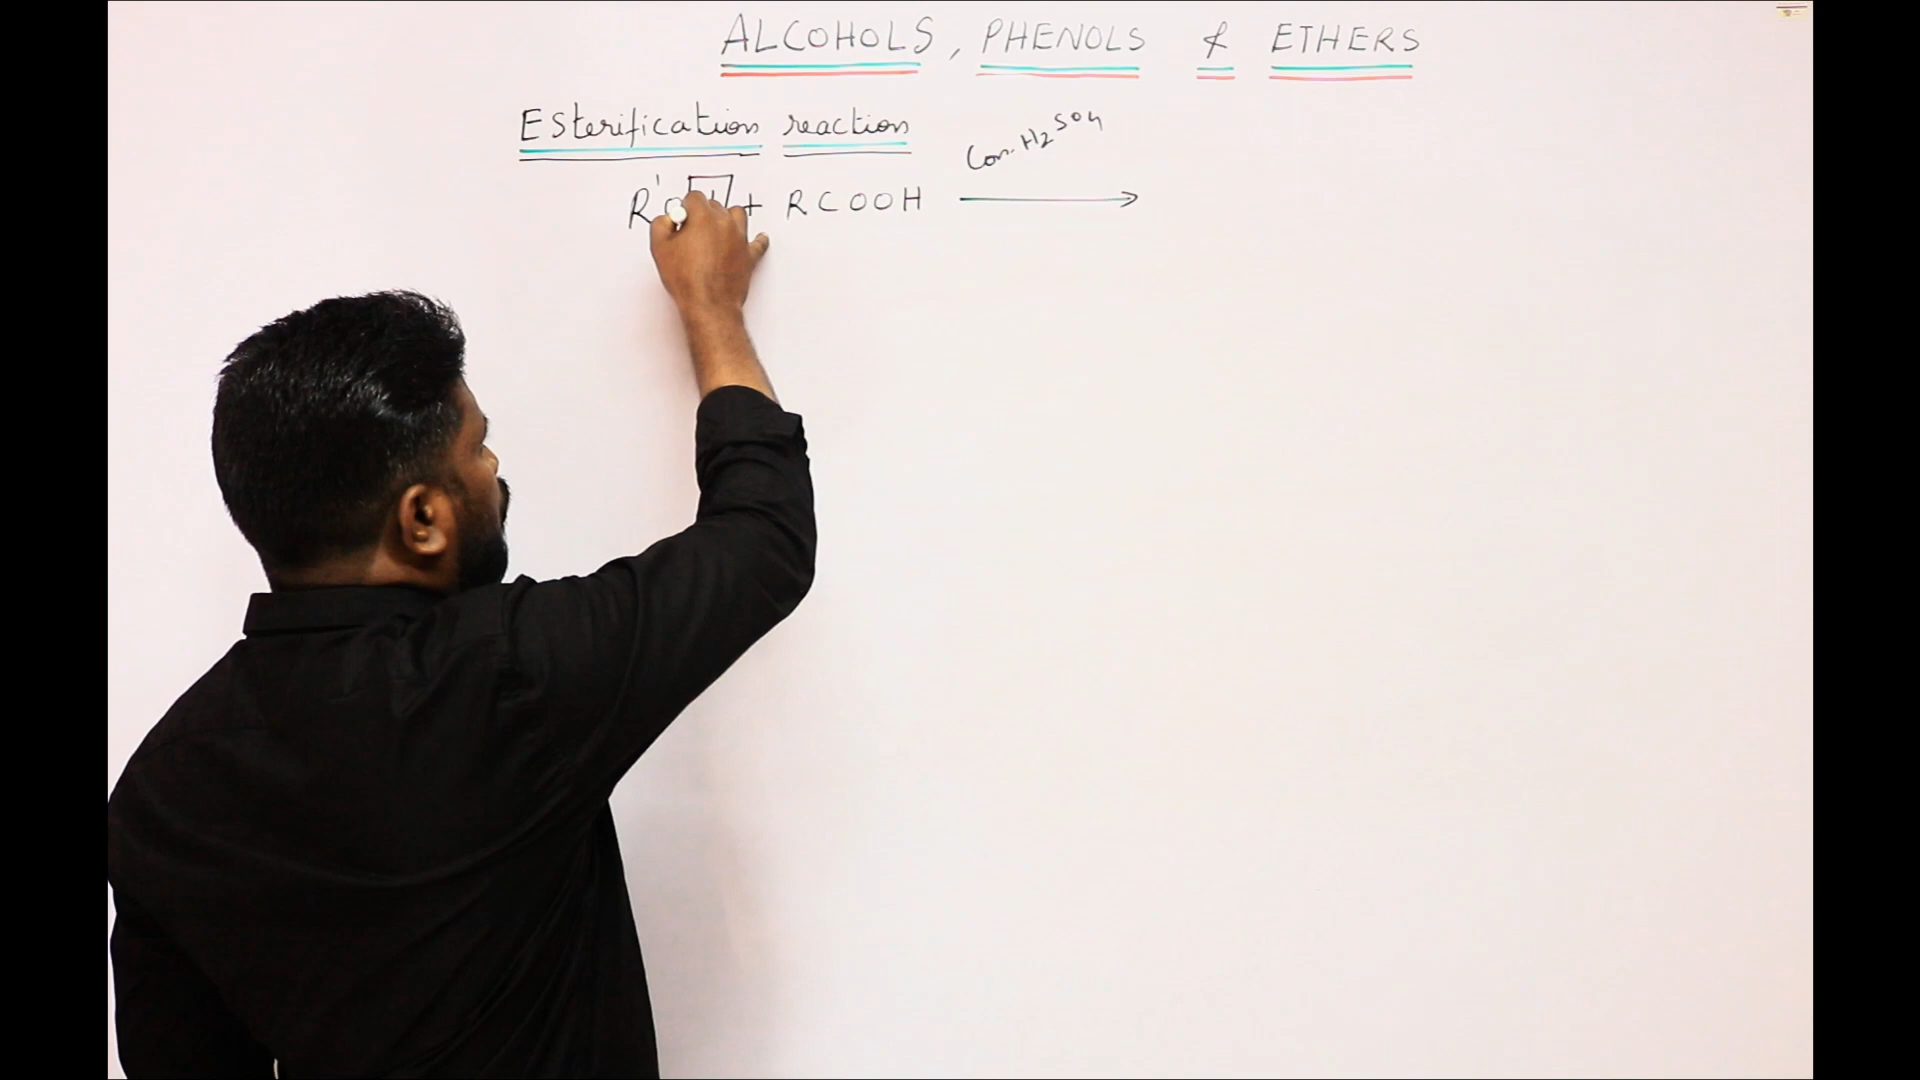 ALCOHOLS, PHENOLS & ETHERS
Esterification reaction
Con. H2SO4
R' + RCOOH →